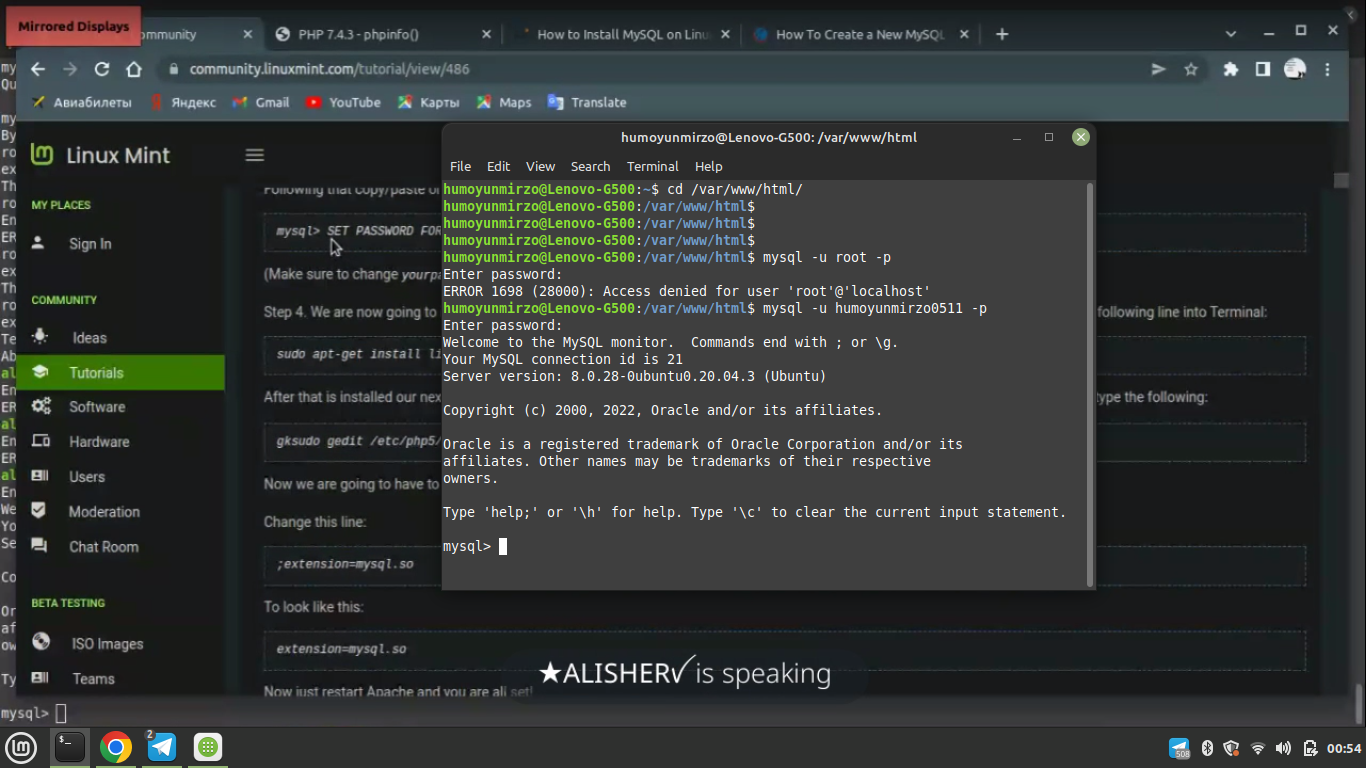 Mirrored Displays
ommunity
PHP 7.4.3 - phpinfo()
How to Install MySQL on Linu
How To Create a New MySQL
community.linuxmint.com/tutorial/view/486
Авиабилеты
Яндекс
Gmail
YouTube
Карты
Maps
Translate
Linux Mint
MY PLACES
Sign In
COMMUNITY
Ideas
Tutorials
Software
Hardware
Users
Moderation
Chat Room
BETA TESTING
ISO Images
Teams
Following that copy/paste
mysql> SET PASSWORD FOR
(Make sure to change yourpa
Step 4. We are now going to
following line into Terminal:
sudo apt-get install li
After that is installed our nex
type the following:
gksudo gedit /etc/php5/
Now we are going to have to
Change this line:
;extension=mysql.so
To look like this:
extension=mysql.so
Now just restart Apache and you are all set!
humoyunmirzo@Lenovo-G500: /var/www/html
File Edit View Search Terminal Help
humoyunmirzo@Lenovo-G500:~$ cd /var/www/html/
humoyunmirzo@Lenovo-G500:/var/www/html$
humoyunmirzo@Lenovo-G500:/var/www/html$
humoyunmirzo@Lenovo-G500:/var/www/html$
humoyunmirzo@Lenovo-G500:/var/www/html$ mysql -u root -p
Enter password:
ERROR 1698 (28000): Access denied for user 'root'@'localhost'
humoyunmirzo@Lenovo-G500:/var/www/html$ mysql -u humoyunmirzo0511 -p
Enter password:
Welcome to the MySQL monitor.  Commands end with ; or \g.
Your MySQL connection id is 21
Server version: 8.0.28-0ubuntu0.20.04.3 (Ubuntu)
Copyright (c) 2000, 2022, Oracle and/or its affiliates.
Oracle is a registered trademark of Oracle Corporation and/or its
affiliates. Other names may be trademarks of their respective
owners.
Type 'help;' or '\h' for help. Type '\c' to clear the current input statement.
mysql>
★ALISHER√ is speaking
mysql>
2
508
00:54